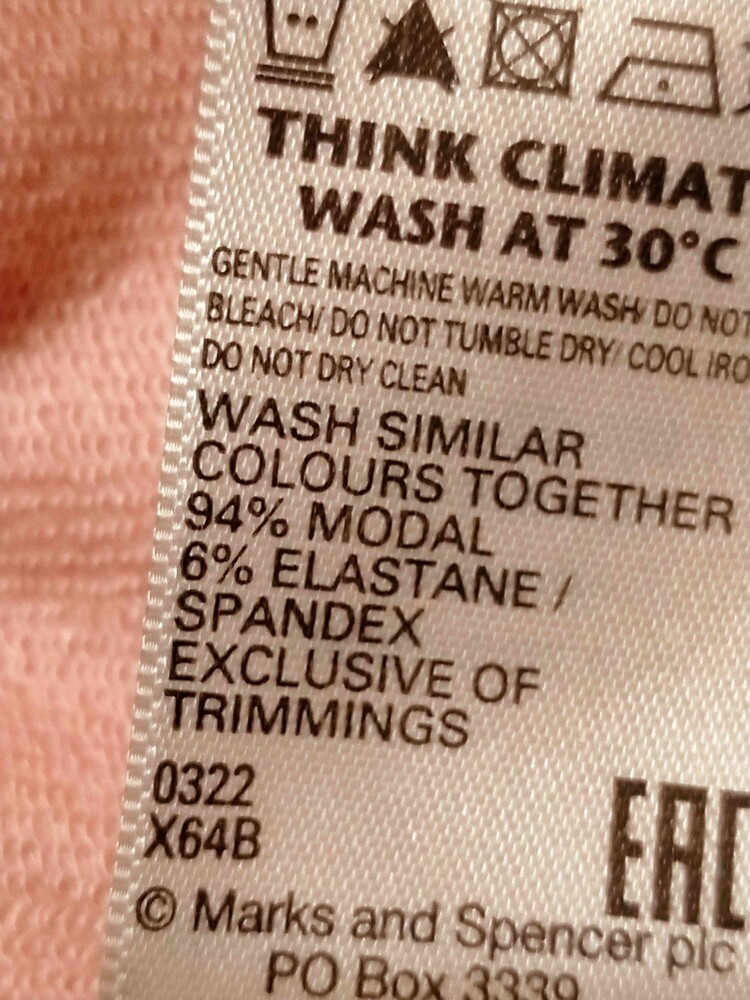 THINK CLIMAT
WASH AT 30°C
GENTLE MACHINE WARM WASH/ DO NOT
BLEACH/ DO NOT TUMBLE DRY/ COOL IRO
DO NOT DRY CLEAN
WASH SIMILAR
COLOURS TOGETHER
94% MODAL
6% ELASTANE /
SPANDEX
EXCLUSIVE OF
TRIMMINGS
0322
X64B
EAC
© Marks and Spencer plc
PO Box 3339